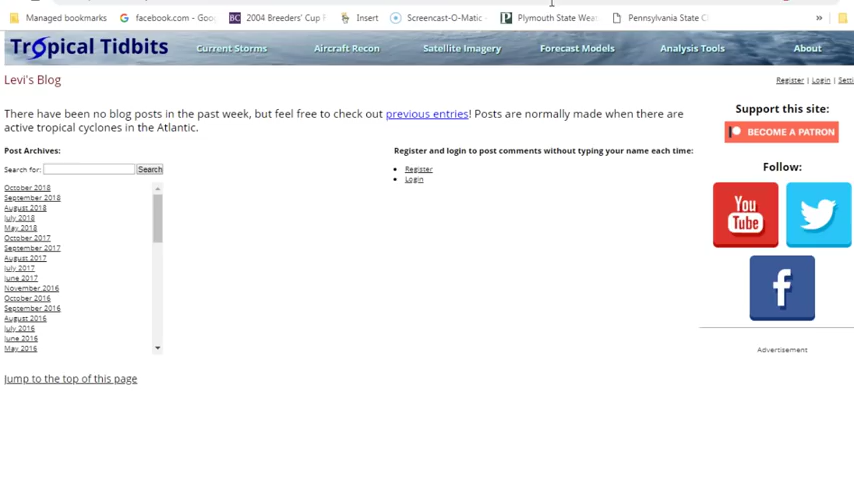 Managed bookmarks facebook.com - Goo BC 2004 Breeders' Cup F Insert Screencast-O-Matic - P Plymouth State Wea Pennsylvania State C »
Tropical Tidbits Current Storms Aircraft Recon Satellite Imagery Forecast Models Analysis Tools About
Levi's Blog
Register | Login | Setti
There have been no blog posts in the past week, but feel free to check out previous entries! Posts are normally made when there are
active tropical cyclones in the Atlantic.
Post Archives:
Search for: Search
October 2018
September 2018
August 2018
July 2018
May 2018
October 2017
September 2017
August 2017
July 2017
June 2017
November 2016
October 2016
September 2016
August 2016
July 2016
June 2016
May 2016
Jump to the top of this page
Register and login to post comments without typing your name each time:
Register
Login
Support this site:
BECOME A PATRON
Follow:
You
Tube
f
Advertisement